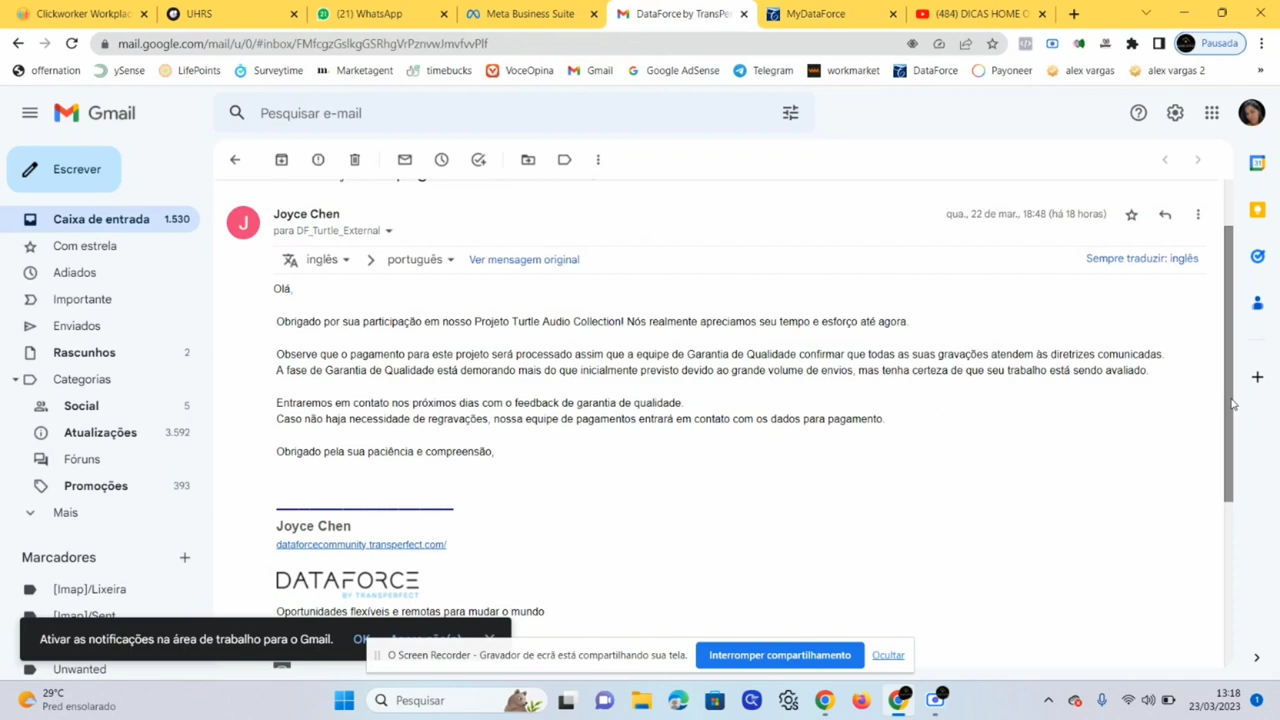 Clickworker Workplac
UHRS
(21) WhatsApp
Meta Business Suite
DataForce by TransPe
MyDataForce
(484) DICAS HOME O
mail.google.com/mail/u/0/#inbox/FMfcgzGslkgGSRhgVrPznvwJmvfvvPlf
Pausada
offernation
ySense
LifePoints
Surveytime
Marketagent
timebucks
VoceOpina
Gmail
Google AdSense
Telegram
workmarket
DataForce
Payoneer
alex vargas
alex vargas 2
»
Gmail
Pesquisar e-mail
Escrever
Caixa de entrada 1.530
Com estrela
Adiados
Importante
Enviados
Rascunhos 2
Categorias
Social 5
Atualizações 3.592
Fóruns
Promoções 393
Mais
Marcadores
[Imap]/Lixeira
[Imap]/Sent
Unwanted
J
Joyce Chen
qua., 22 de mar., 18:48 (há 18 horas)
para DF_Turtle_External
inglês
português
Ver mensagem original
Sempre traduzir: inglês
Olá,
Obrigado por sua participação em nosso Projeto Turtle Audio Collection! Nós realmente apreciamos seu tempo e esforço até agora.
Observe que o pagamento para este projeto será processado assim que a equipe de Garantia de Qualidade confirmar que todas as suas gravações atendem às diretrizes comunicadas.
A fase de Garantia de Qualidade está demorando mais do que inicialmente previsto devido ao grande volume de envios, mas tenha certeza de que seu trabalho está sendo avaliado.
Entraremos em contato nos próximos dias com o feedback de garantia de qualidade.
Caso não haja necessidade de regravações, nossa equipe de pagamentos entrará em contato com os dados para pagamento.
Obrigado pela sua paciência e compreensão,
Joyce Chen
dataforcecommunity.transperfect.com/
DATAFORCE
BY TRANSPERFECT
Oportunidades flexíveis e remotas para mudar o mundo
Ativar as notificações na área de trabalho para o Gmail.
OK
O Screen Recorder - Gravador de ecrã está compartilhando sua tela.
Interromper compartilhamento
Ocultar
29°C
Pred ensolarado
Pesquisar
13:18
23/03/2023
1